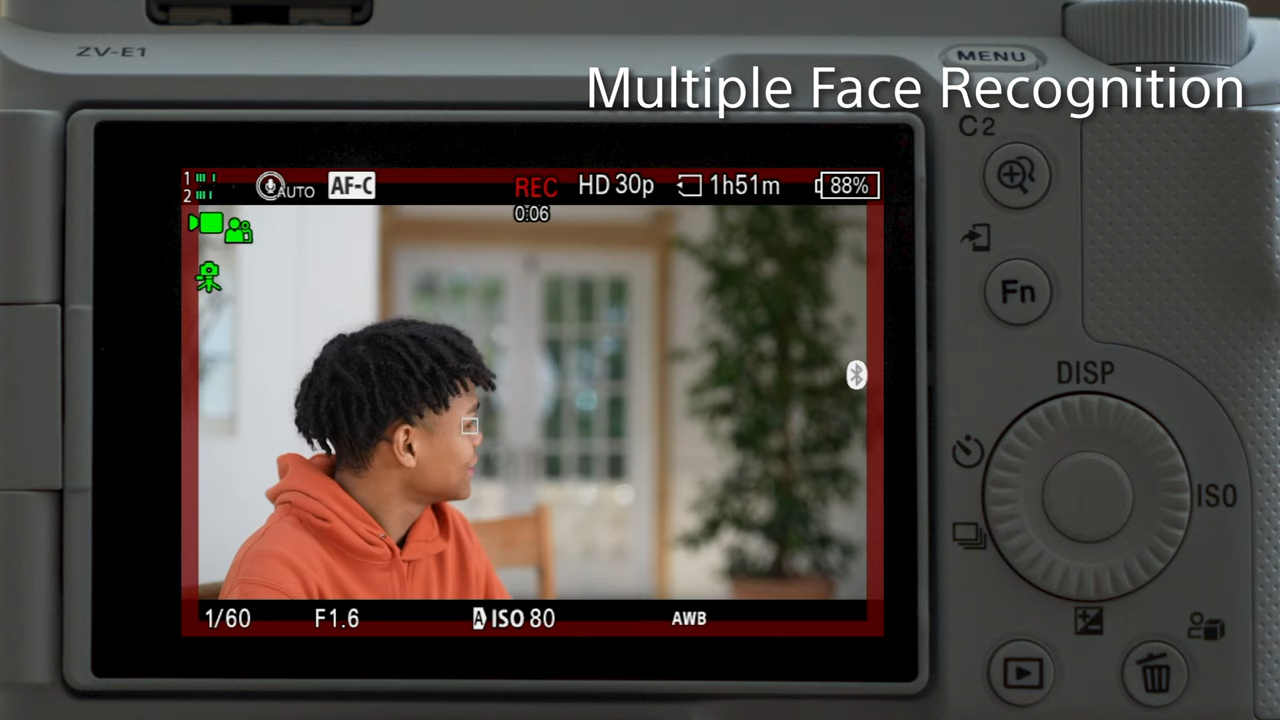 ZV-E1
MENU
Multiple Face Recognition
C2
1
2
AUTO
AF-C
REC
HD 30p
1h51m
88%
0:06
Fn
DISP
ISO
1/60
F1.6
A ISO 80
AWB